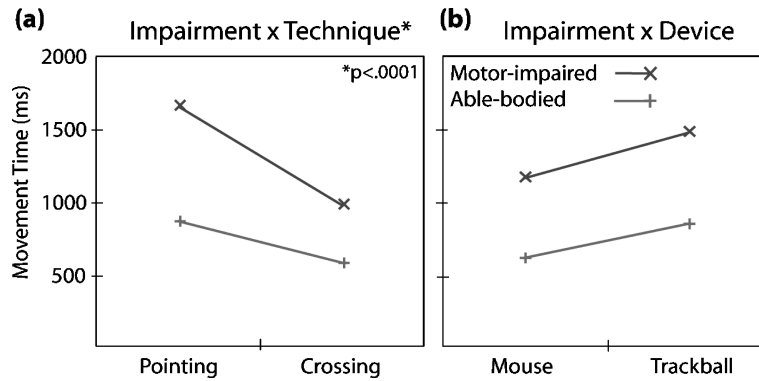 (a) Impairment x Technique*
(b) Impairment x Device
Movement Time (ms)
2000
1500
1000
500
*p<.0001
Motor-impaired
Able-bodied
Pointing Crossing
Mouse Trackball